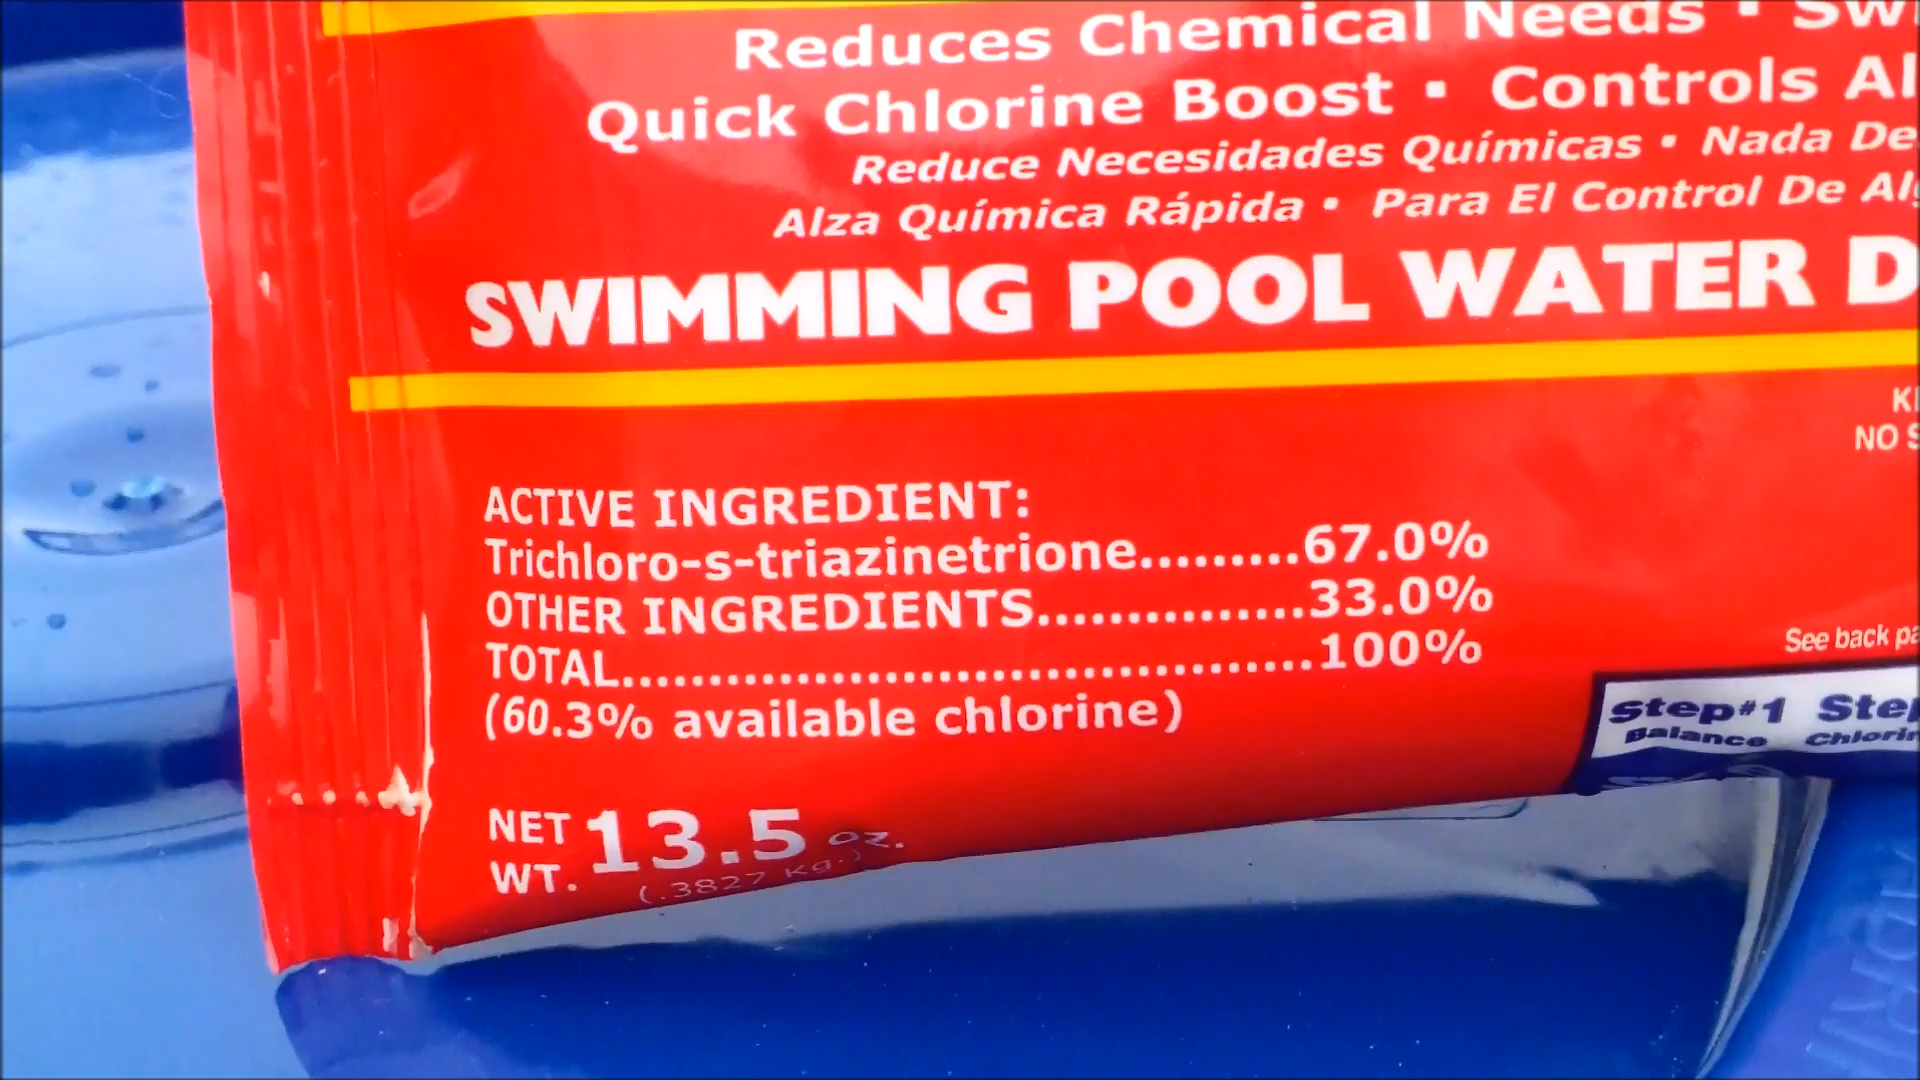 Reduces Chemical Needs ▪
Quick Chlorine Boost ▪ Controls
Reduce Necesidades Químicas ▪ Nada
Alza Química Rápida ▪ Para El Control De
SWIMMING POOL WATER
NO
ACTIVE INGREDIENT:
Trichloro-s-triazinetrione.........67.0%
OTHER INGREDIENTS...............33.0%
TOTAL.......................................100%
(60.3% available chlorine)
See back
Step#1
Balance
NET WT. 13.5 oz.
(.3827 Kg.)